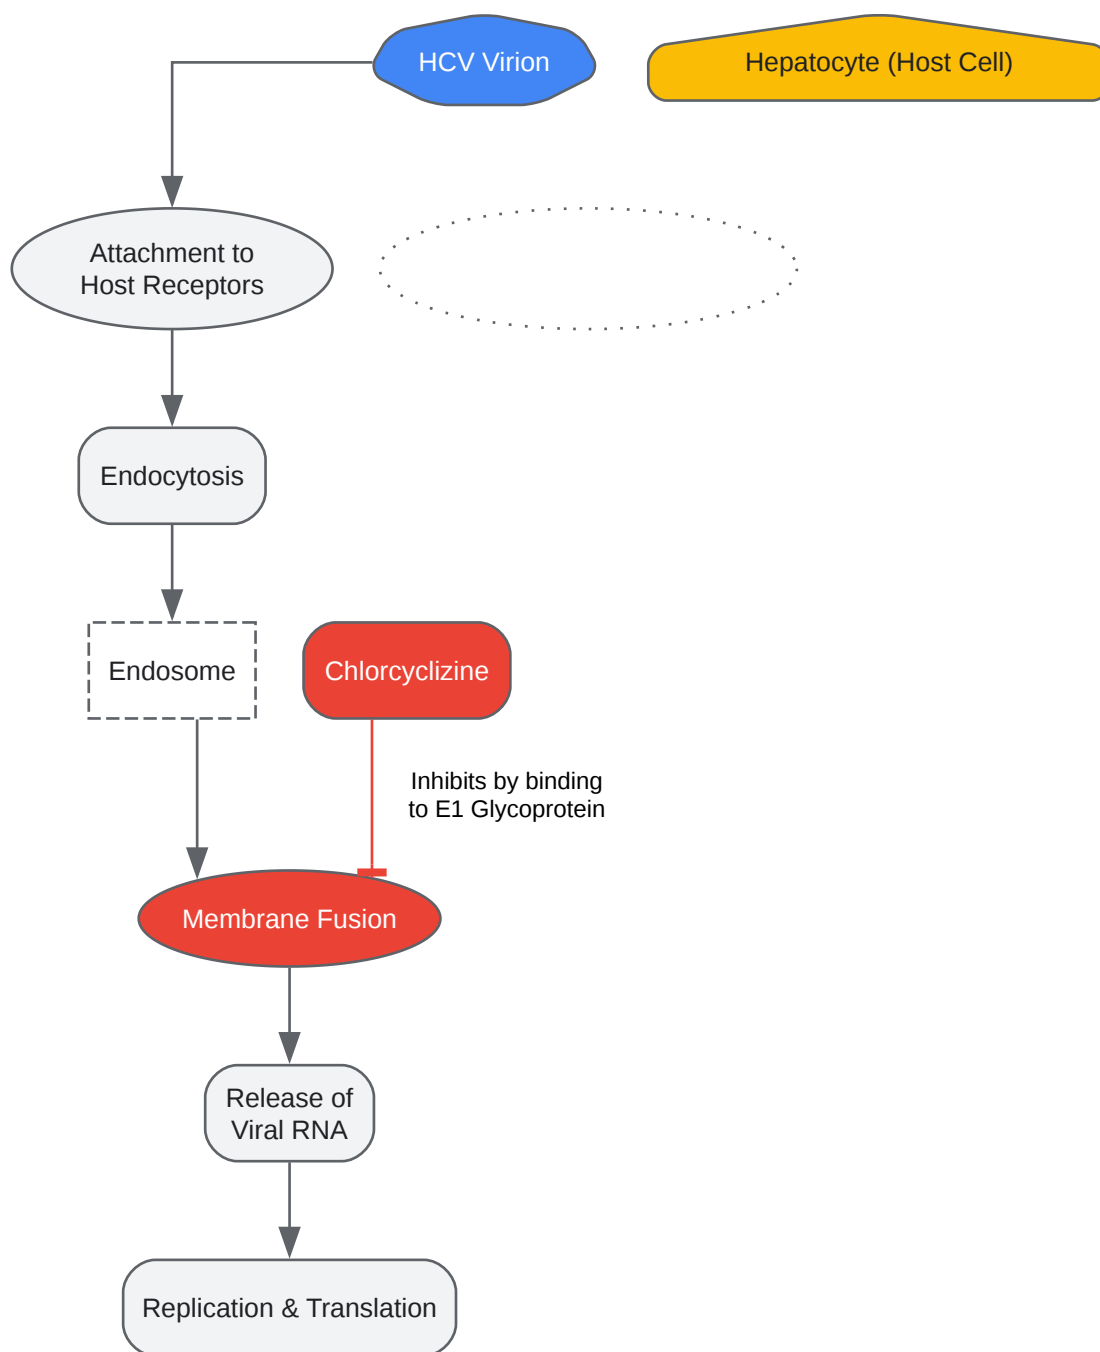 HCV Virion
Hepatocyte (Host Cell)
Attachment to
Host Receptors
Endocytosis
Endosome
Chlorcyclizine
Inhibits by binding
to E1 Glycoprotein
Membrane Fusion
Release of
Viral RNA
Replication & Translation